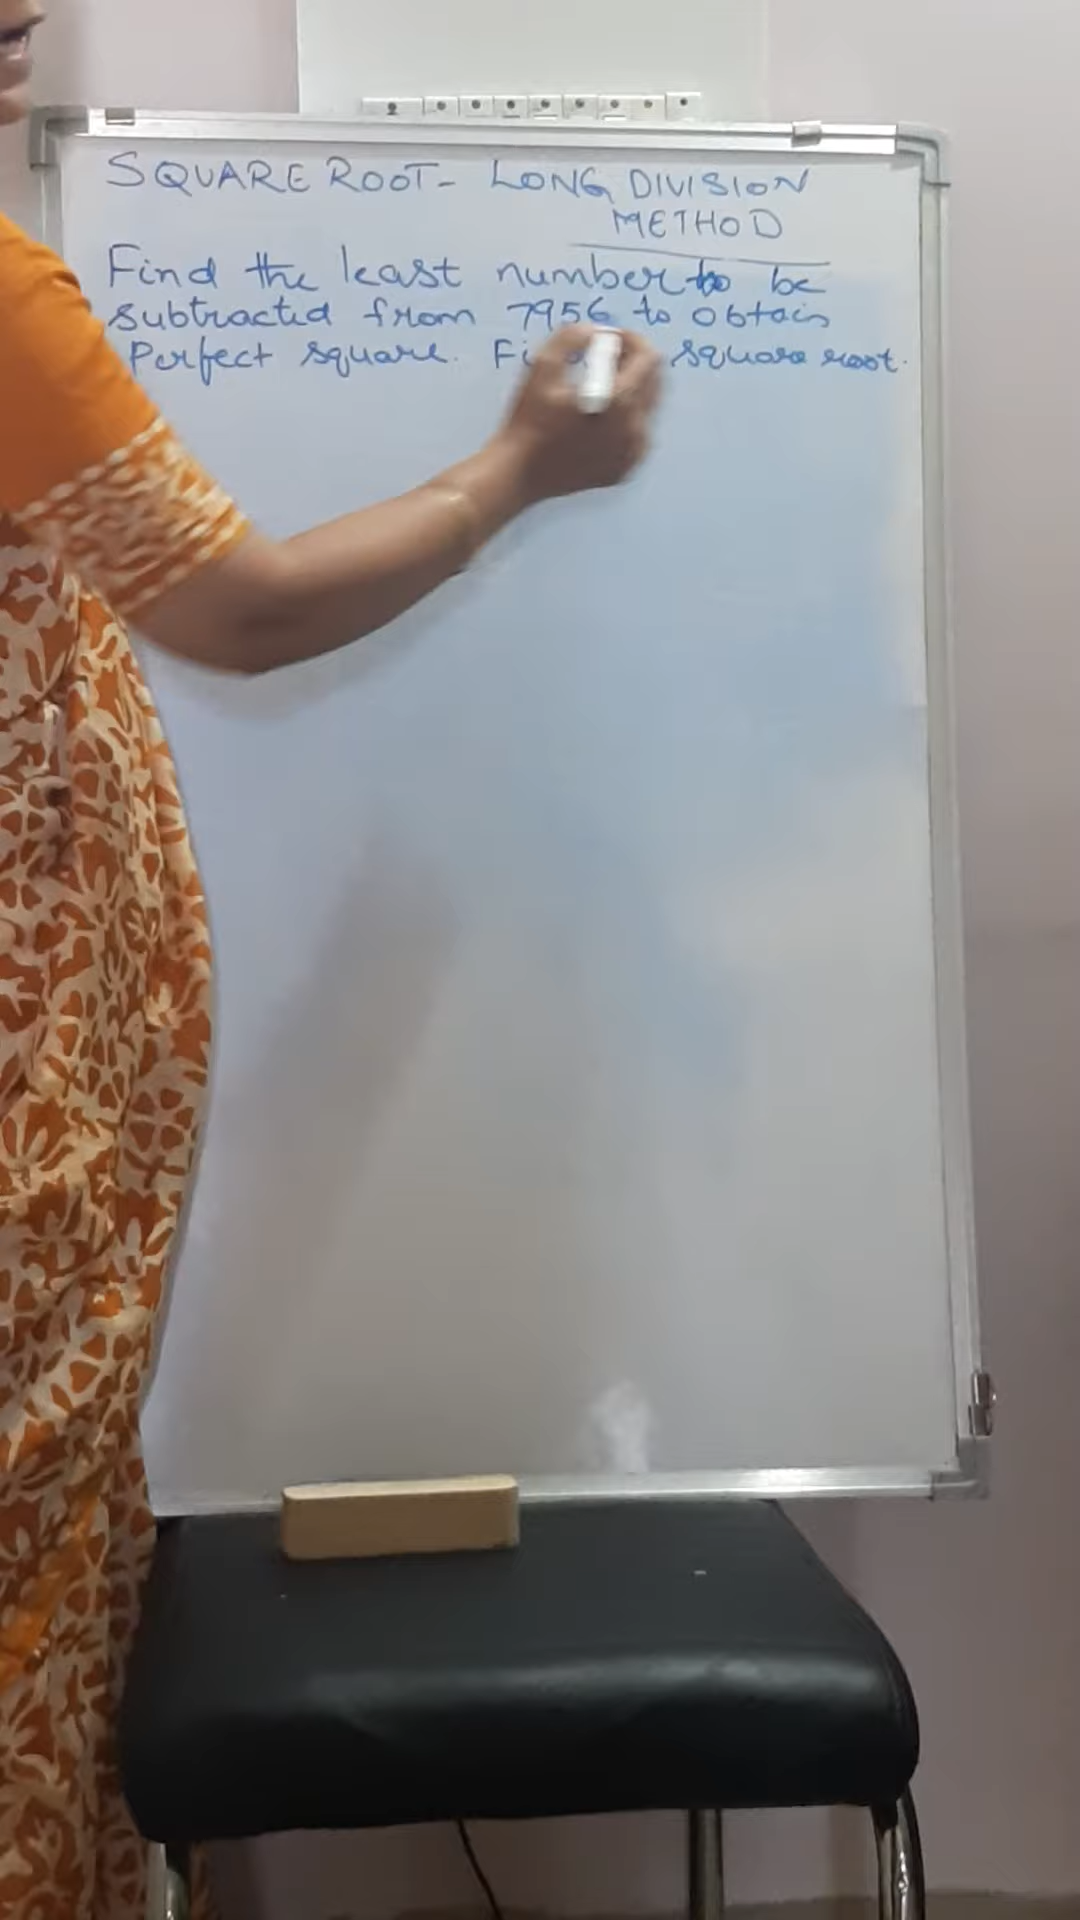 SQUARE ROOT - LONG DIVISION
METHOD
Find the least number to be
subtracted from 7956 to obtain
Perfect square. square root.